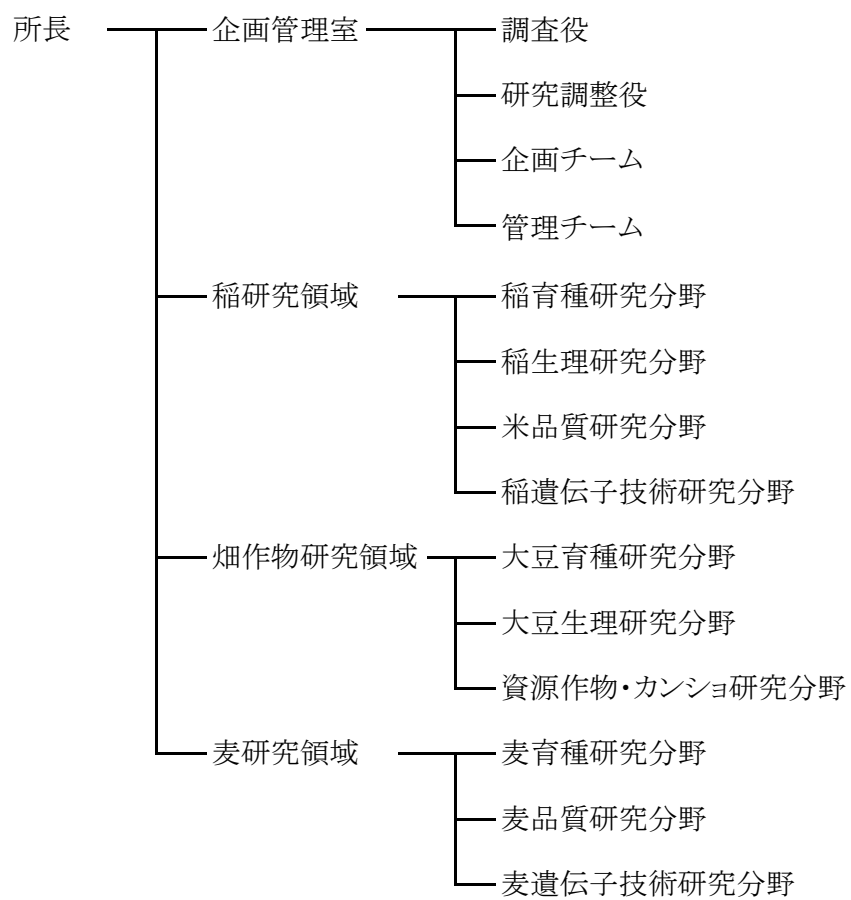 所長
企画管理室
調査役
研究調整役
企画チーム
管理チーム
稲研究領域
稲育種研究分野
稲生理研究分野
米品質研究分野
稲遺伝子技術研究分野
畑作物研究領域
大豆育種研究分野
大豆生理研究分野
資源作物・カンショ研究分野
麦研究領域
麦育種研究分野
麦品質研究分野
麦遺伝子技術研究分野